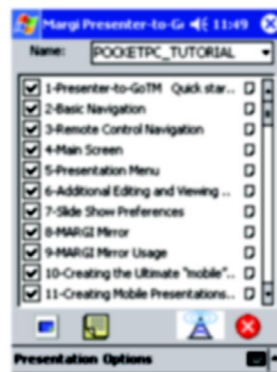 Margi Presenter-to-Go 11:49
Name: POCKETPC_TUTORIAL
1-Presenter-to-GoTM Quick star..
2-Basic Navigation
3-Remote Control Navigation
4-Main Screen
5-Presentation Menu
6-Additional Editing and Viewing ..
7-Slide Show Preferences
8-MARGI Mirror
9-MARGI Mirror Usage
10-Creating the Ultimate "mobile"..
11-Creating Mobile Presentations..
Presentation Options